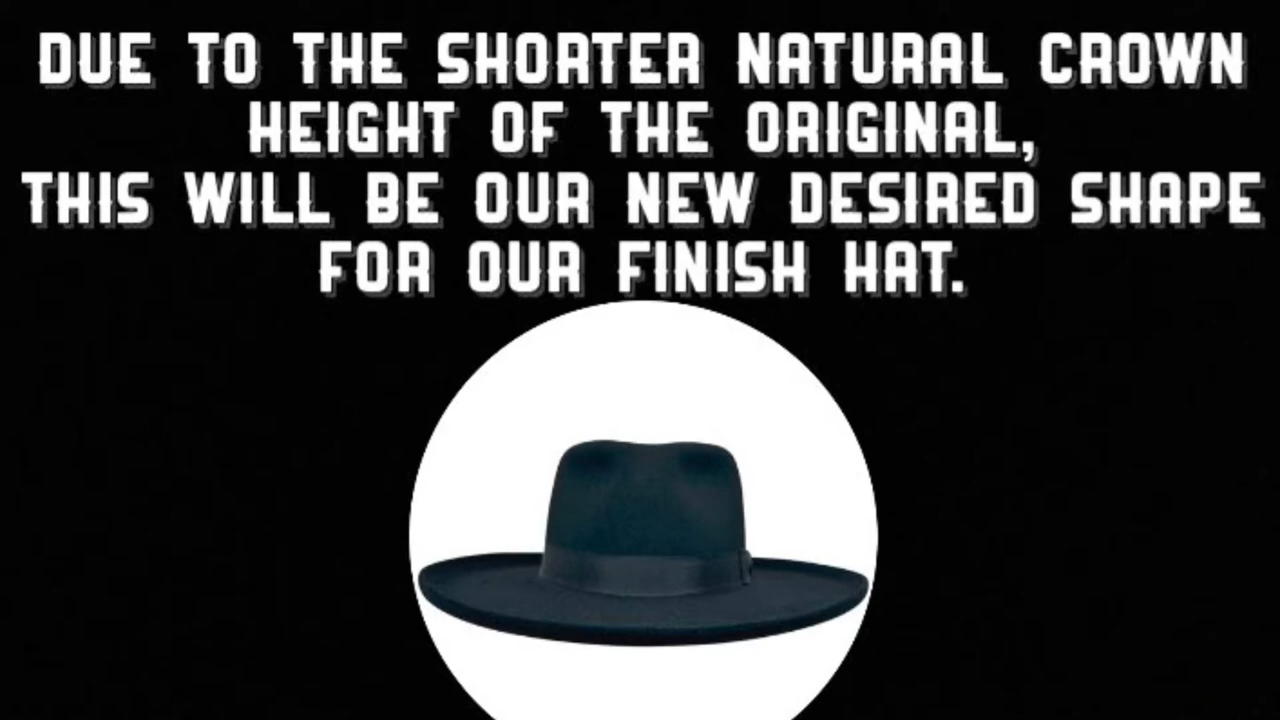 DUE TO THE SHORTER NATURAL CROWN
HEIGHT OF THE ORIGINAL,
THIS WILL BE OUR NEW DESIRED SHAPE
FOR OUR FINISH HAT.